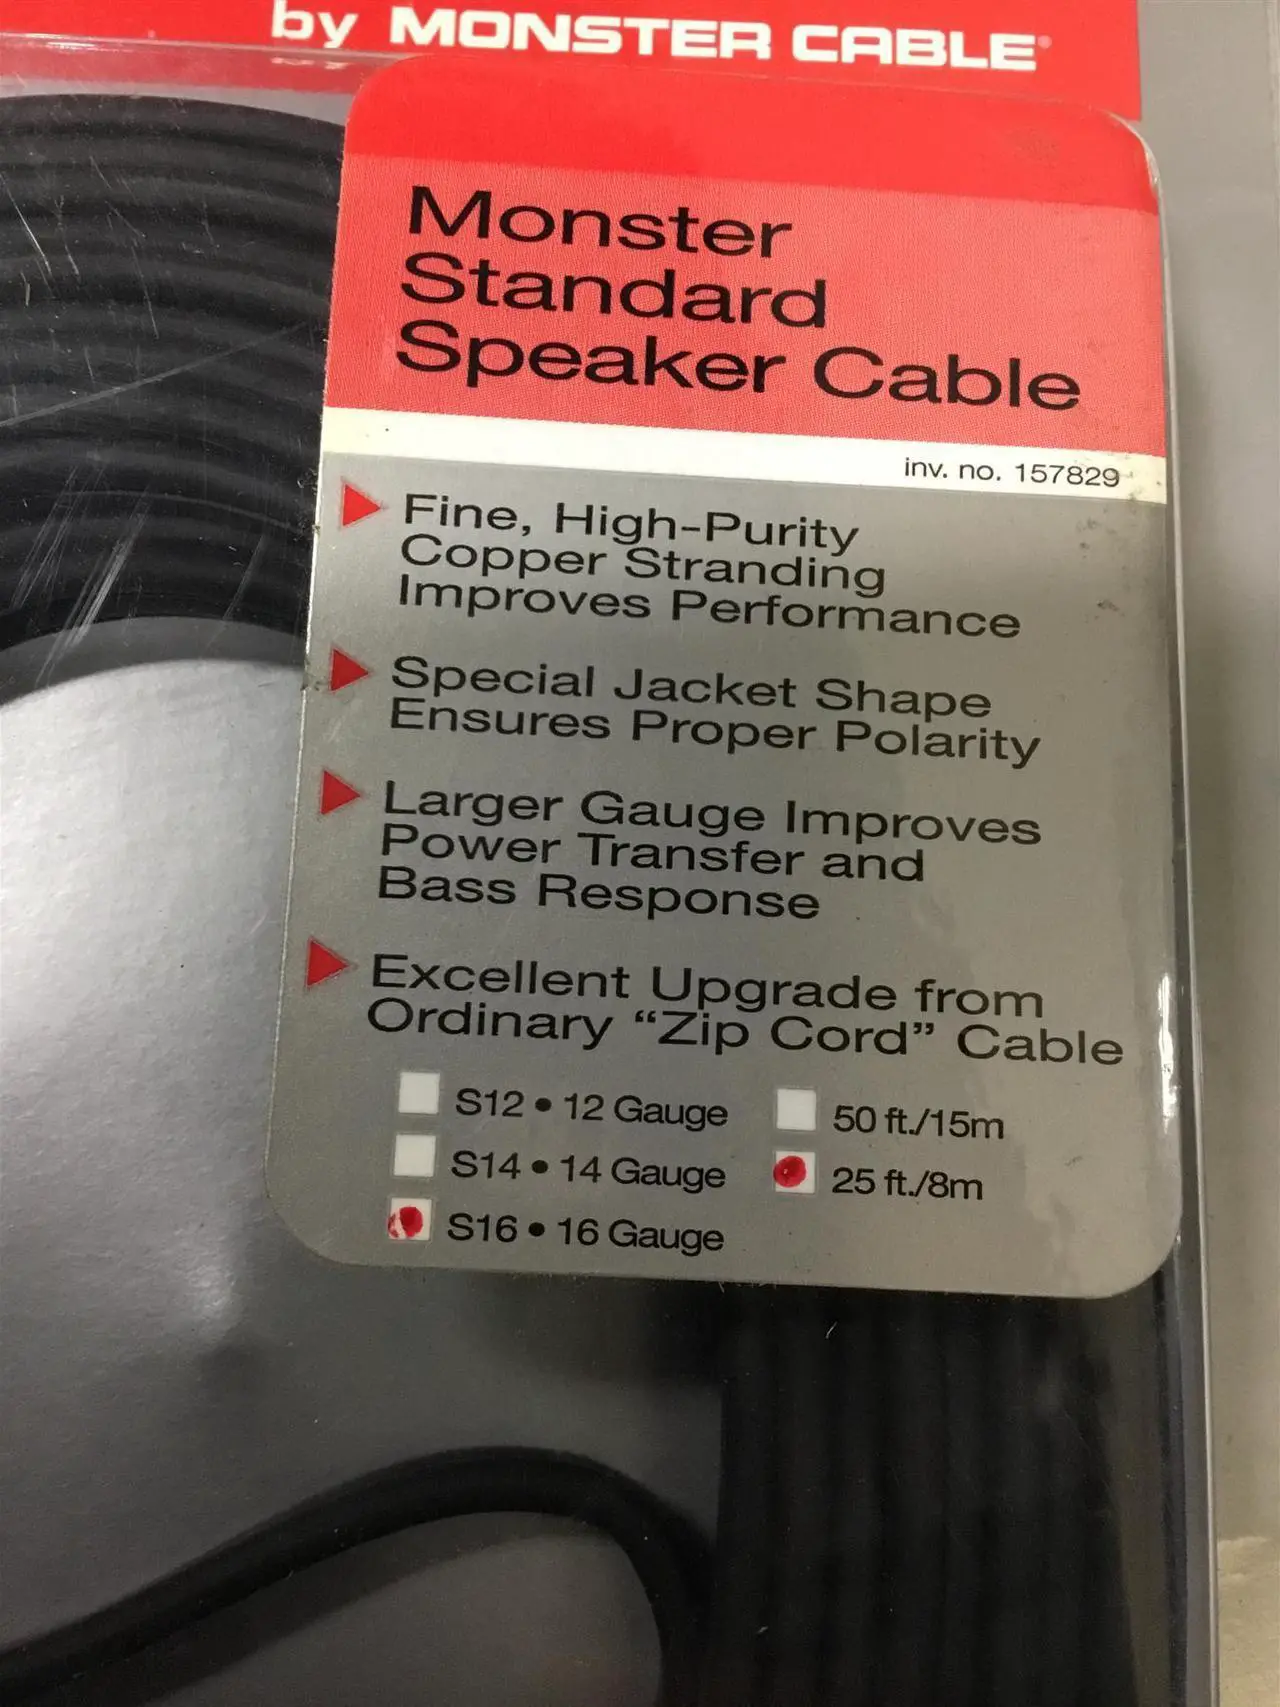 by MONSTER CABLE®
Monster
Standard
Speaker Cable
inv. no. 157829
Fine, High-Purity
Copper Stranding
Improves Performance
Special Jacket Shape
Ensures Proper Polarity
Larger Gauge Improves
Power Transfer and
Bass Response
Excellent Upgrade from
Ordinary “Zip Cord” Cable
S12 • 12 Gauge
50 ft./15m
S14 • 14 Gauge
25 ft./8m
S16 • 16 Gauge